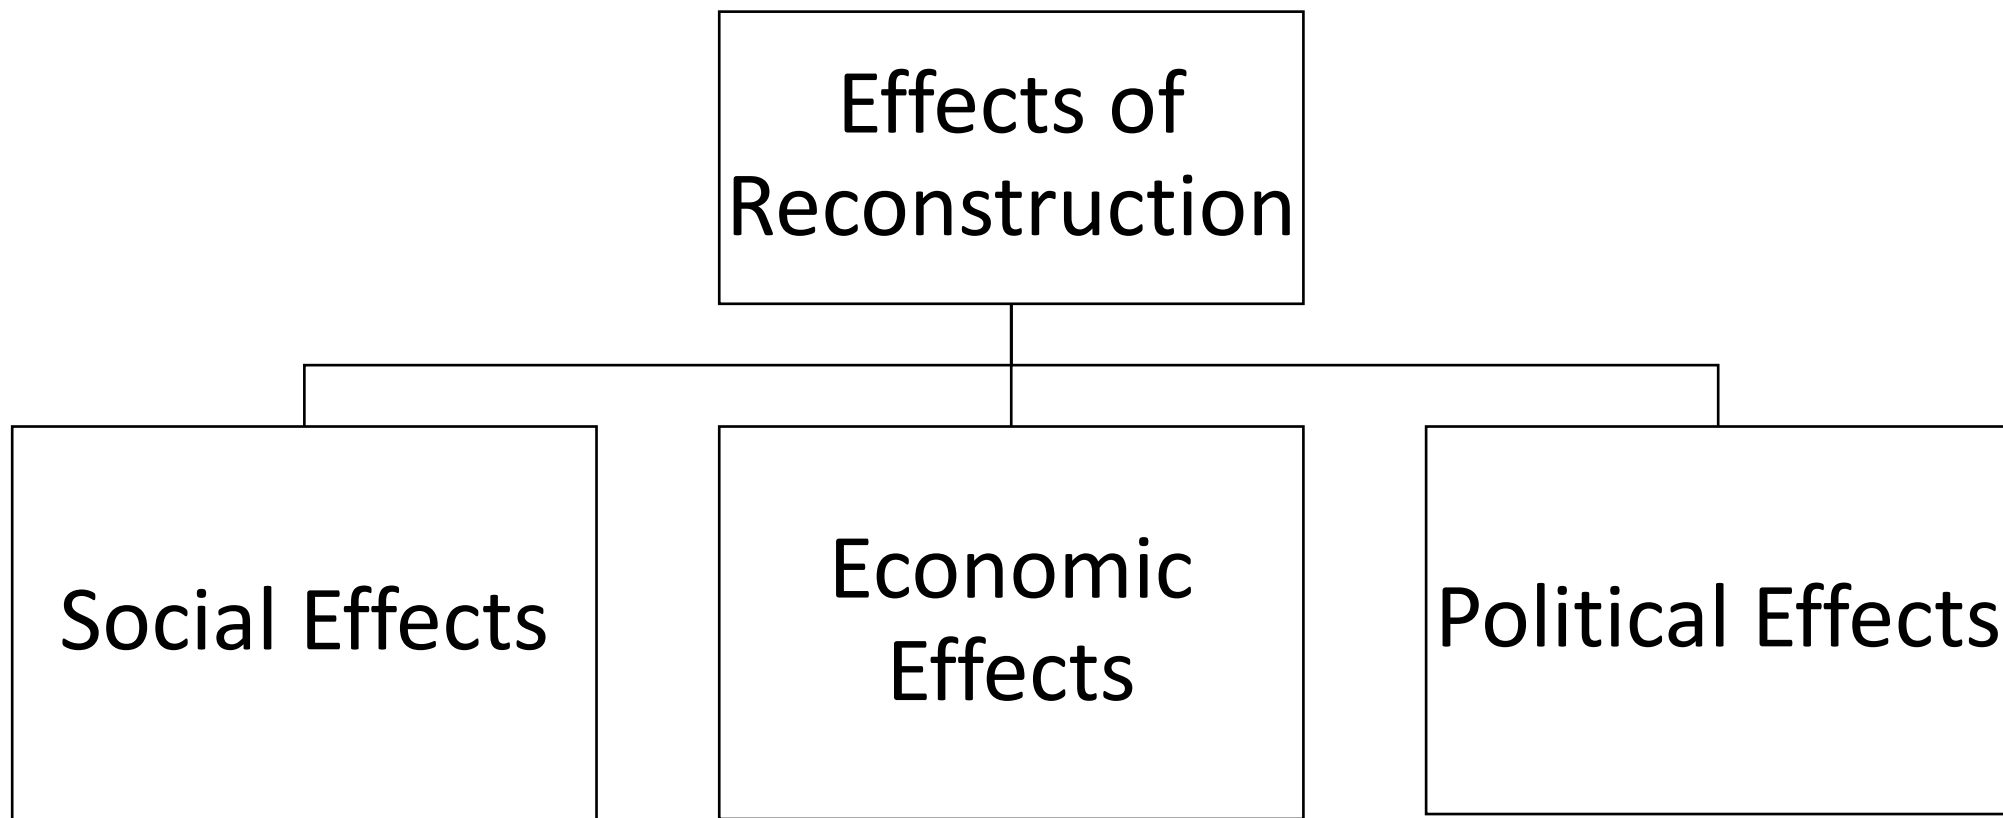 Effects of
Reconstruction
Social Effects
Economic
Effects
Political Effects